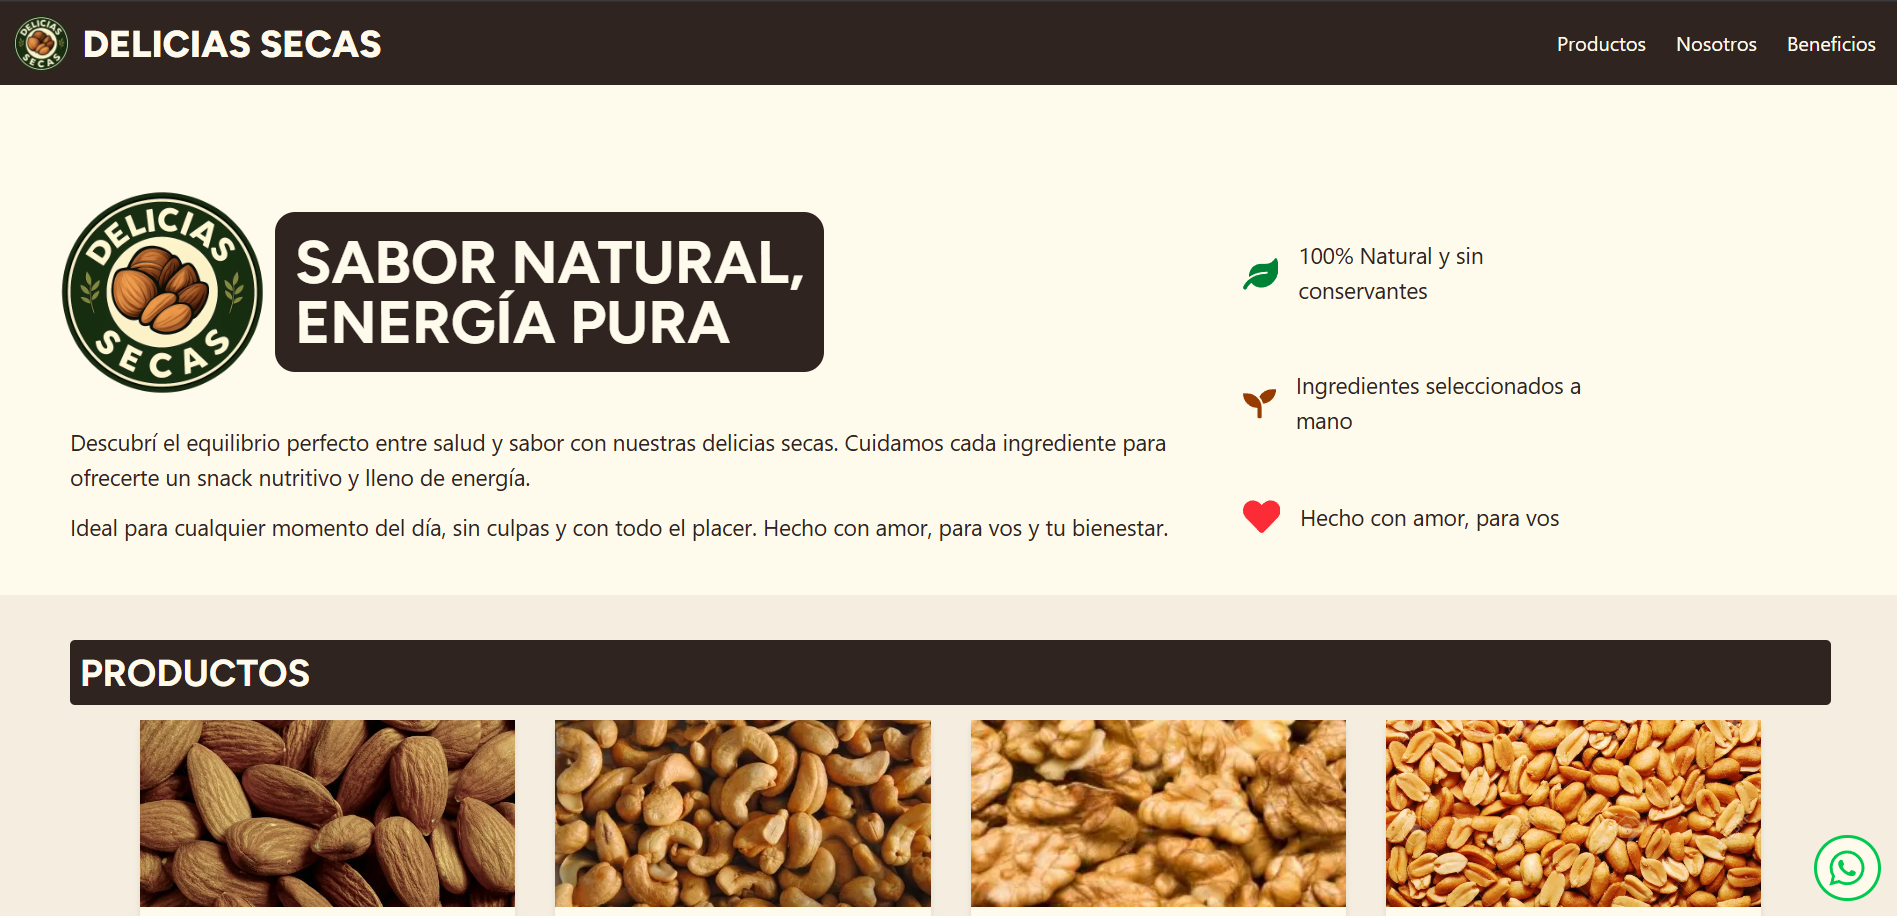 DELICIAS SECAS
DELICIAS SECAS
Productos
Nosotros
Beneficios
DELICIAS
SECAS
SABOR NATURAL,
ENERGÍA PURA
Descubrí el equilibrio perfecto entre salud y sabor con nuestras delicias secas. Cuidamos cada ingrediente para
ofrecerte un snack nutritivo y lleno de energía.
Ideal para cualquier momento del día, sin culpas y con todo el placer. Hecho con amor, para vos y tu bienestar.
100% Natural y sin
conservantes
Ingredientes seleccionados a
mano
Hecho con amor, para vos
PRODUCTOS